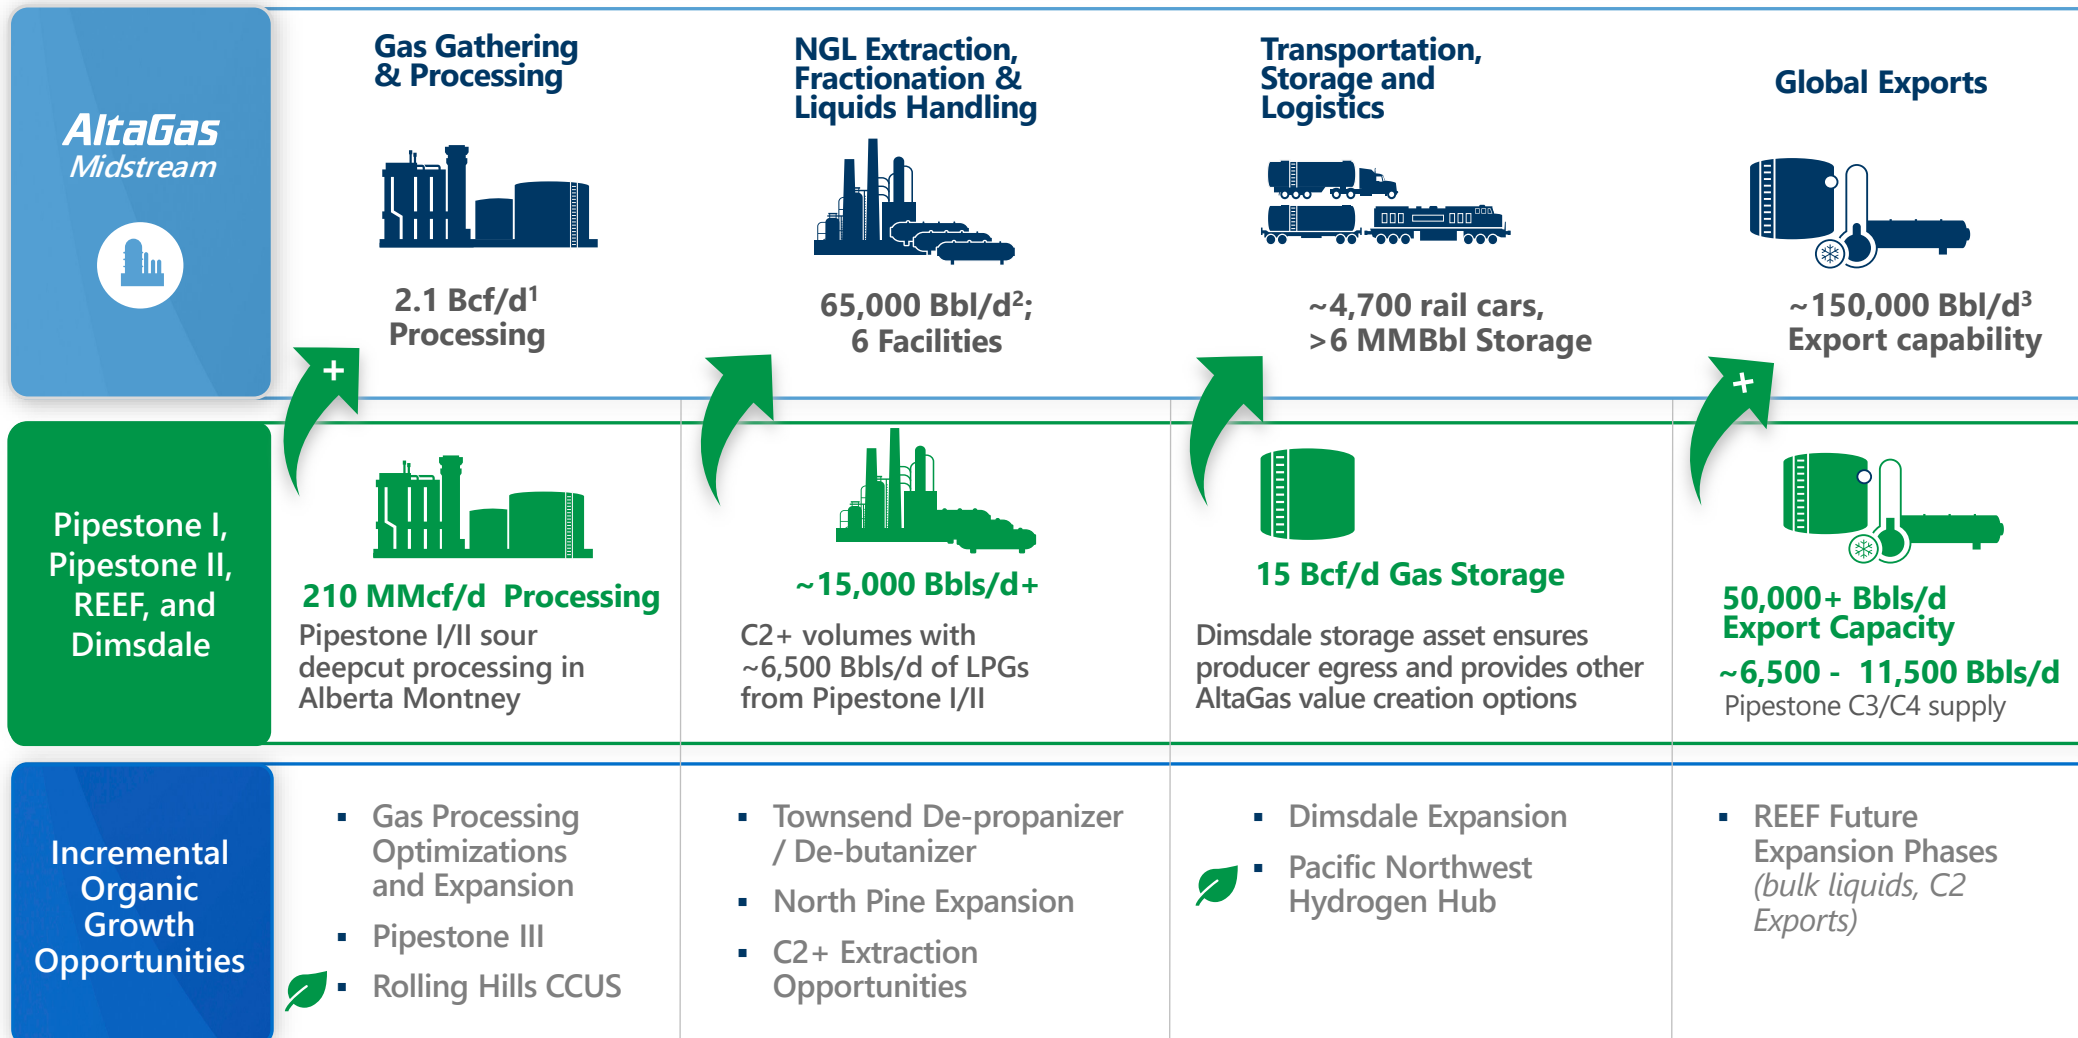 AltaGas
Midstream
Gas Gathering
& Processing
2.1 Bcf/d¹
Processing
NGL Extraction,
Fractionation &
Liquids Handling
65,000 Bbl/d²;
6 Facilities
Transportation,
Storage and
Logistics
~4,700 rail cars,
>6 MMBbl Storage
Global Exports
~150,000 Bbl/d³
Export capability
+
+
Pipestone I,
Pipestone II,
REEF, and
Dimsdale
210 MMcf/d Processing
Pipestone I/II sour
deepcut processing in
Alberta Montney
~15,000 Bbls/d+
C2+ volumes with
~6,500 Bbls/d of LPGs
from Pipestone I/II
15 Bcf/d Gas Storage
Dimsdale storage asset ensures
producer egress and provides other
AltaGas value creation options
50,000+ Bbls/d
Export Capacity
~6,500 - 11,500 Bbls/d
Pipestone C3/C4 supply
Incremental
Organic
Growth
Opportunities
▪ Gas Processing
Optimizations
and Expansion
▪ Pipestone III
▪ Rolling Hills CCUS
▪ Townsend De-propanizer
/ De-butanizer
▪ North Pine Expansion
▪ C2+ Extraction
Opportunities
▪ Dimsdale Expansion
▪ Pacific Northwest
Hydrogen Hub
▪ REEF Future
Expansion Phases
(bulk liquids, C2
Exports)